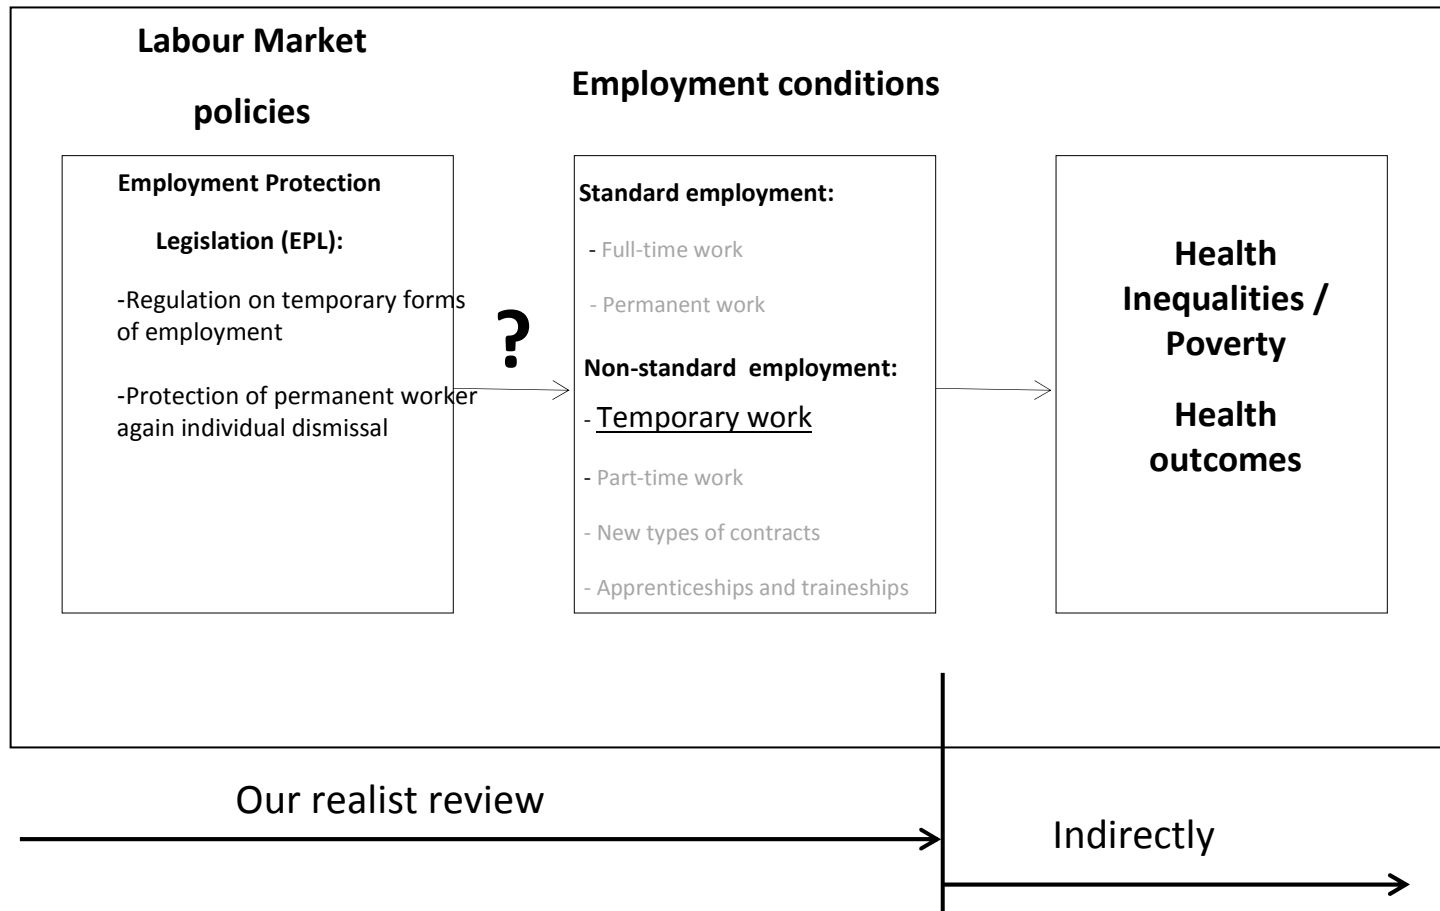 Labour Market
policies
Employment Protection
Legislation (EPL):
-Regulation on temporary forms
of employment
-Protection of permanent worker
again individual dismissal
?
Employment conditions
Standard employment:
- Full-time work
- Permanent work
Non-standard employment:
- Temporary work
- Part-time work
- New types of contracts
- Apprenticeships and traineships
Health
Inequalities /
Poverty
Health
outcomes
Our realist review
Indirectly